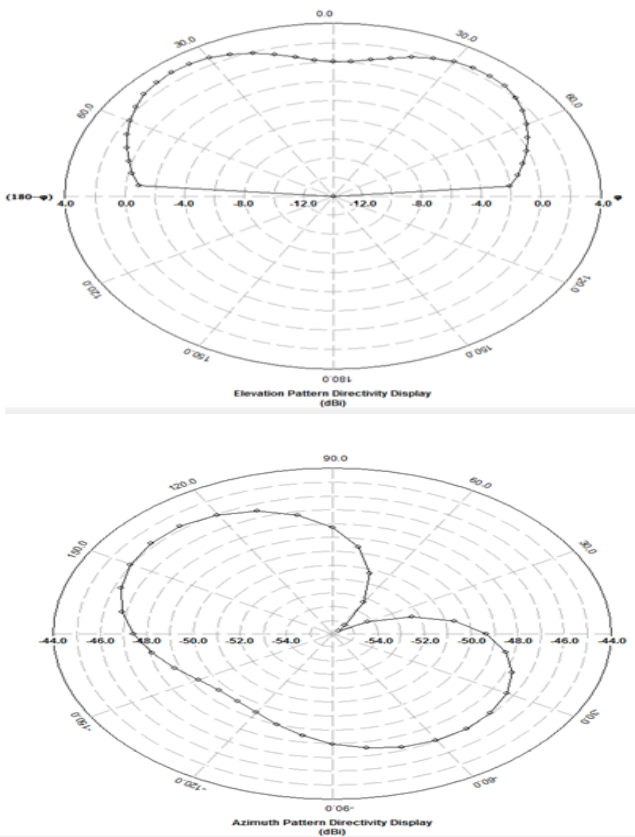 0.0
30.0 30.0
60.0 60.0
(180-φ) φ
4.0 0.0 -4.0 -8.0 -12.0 -12.0 -8.0 -4.0 0.0 4.0
120.0 120.0
150.0 150.0
180.0
Elevation Pattern Directivity Display
(dBi)
90.0
120.0 60.0
150.0 30.0
-44.0 -46.0 -48.0 -50.0 -52.0 -54.0 -54.0 -52.0 -50.0 -48.0 -46.0 -44.0
-150.0 30.0
-120.0 -60.0
-90.0
Azimuth Pattern Directivity Display
(dBi)